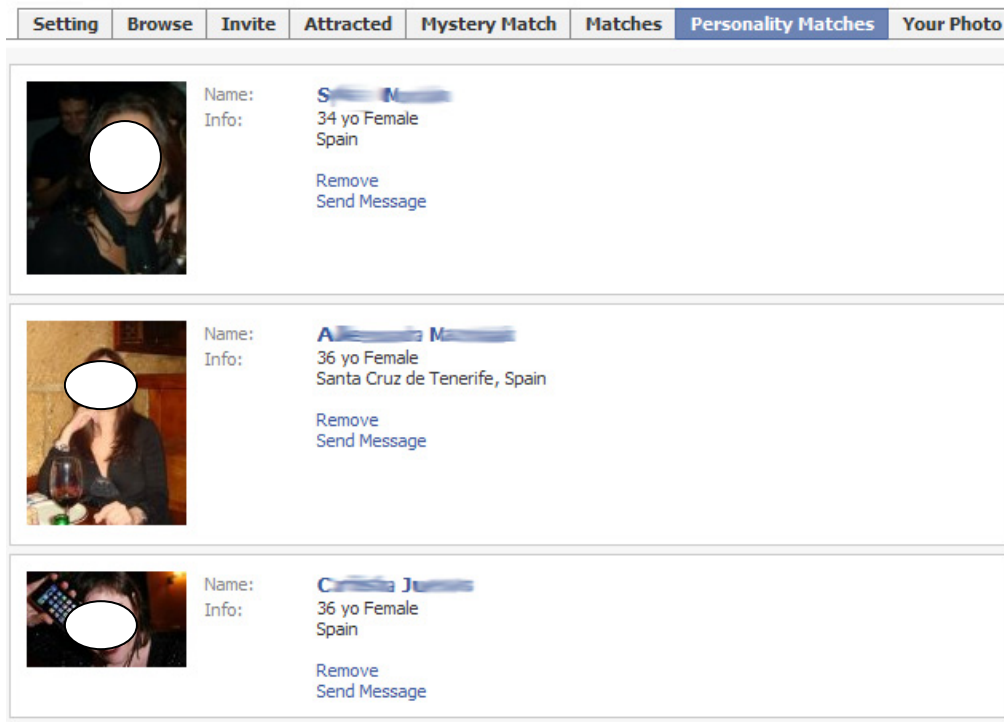 Setting Browse Invite Attracted Mystery Match Matches Personality Matches Your Photo
Name:
Info: 34 yo Female
Spain
Remove
Send Message
Name:
Info: 36 yo Female
Santa Cruz de Tenerife, Spain
Remove
Send Message
Name:
Info: 36 yo Female
Spain
Remove
Send Message